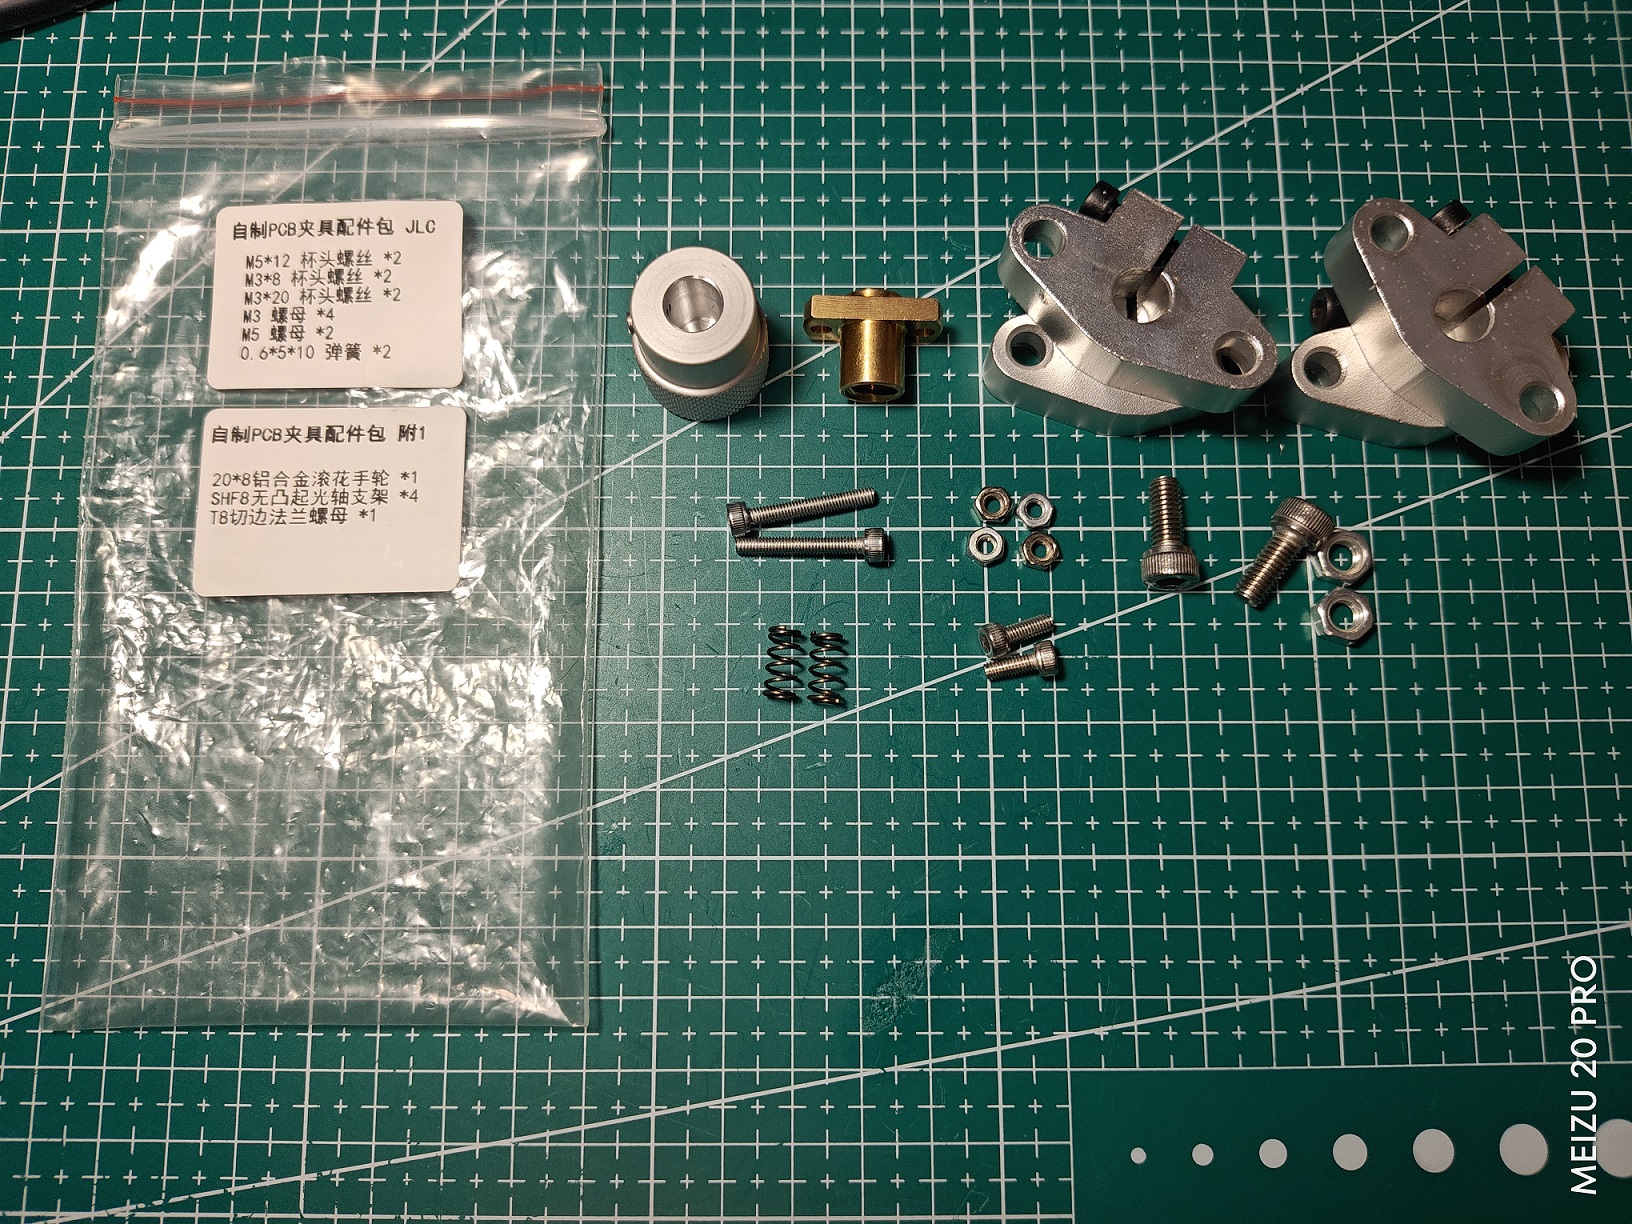 自制PCB夹具配件包 JLC
M5*12 杯头螺丝 *2
M3*8 杯头螺丝 *2
M3*20 杯头螺丝 *2
M3 螺母 *4
M5 螺母 *2
0.6*5*10 弹簧 *2
自制PCB夹具配件包 附1
20*8铝合金滚花手轮 *1
SHF8无凸起光轴支架 *4
T8切边法兰螺母 *1
MEIZU 20 PRO